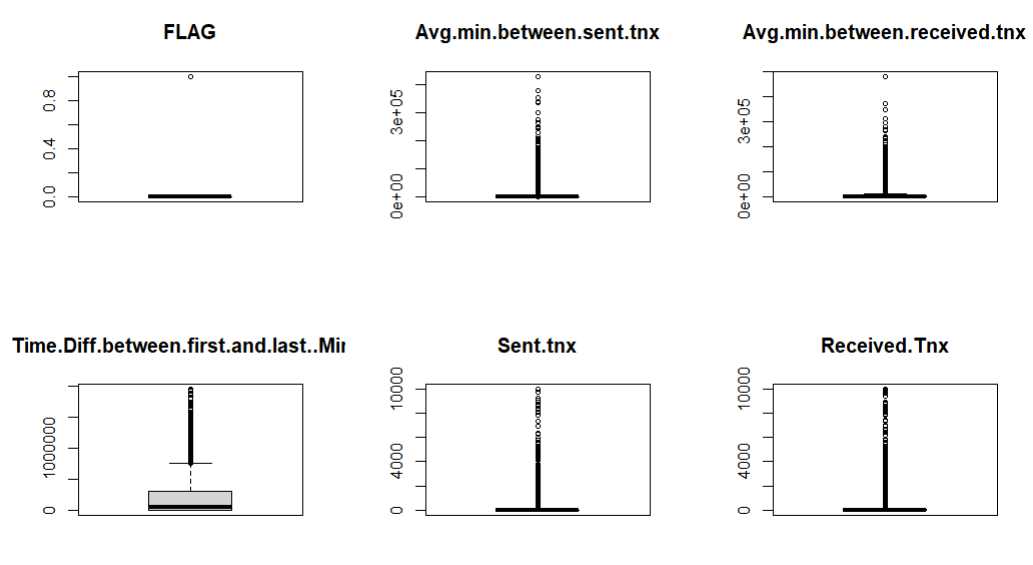 FLAG
0.0 0.4 0.8
Avg.min.between.sent.tnx
0e+00 3e+05
Avg.min.between.received.tnx
0e+00 3e+05
Time.Diff.between.first.and.last..Mi
0 1000000
Sent.tnx
0 4000 10000
Received.Tnx
0 4000 10000